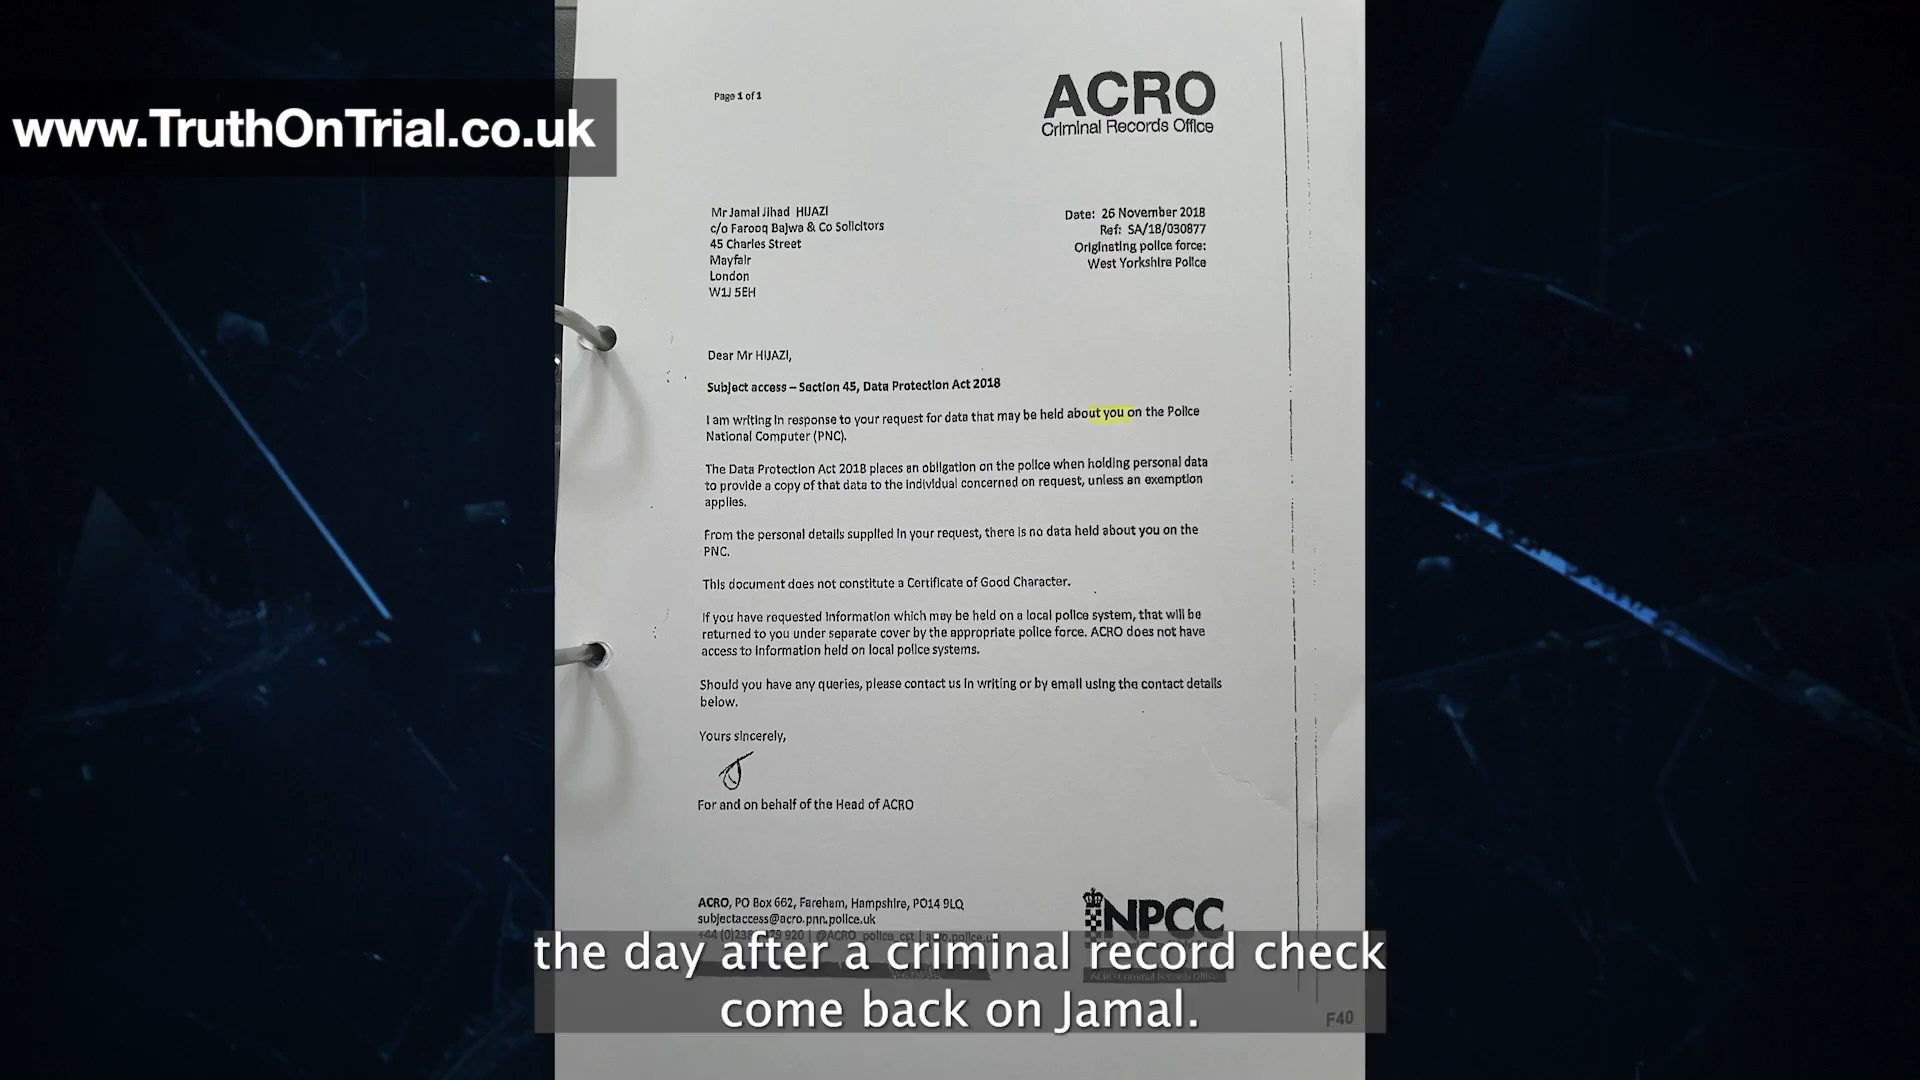 www.TruthOnTrial.co.uk
Page 1 of 1
ACRO
Criminal Records Office
Mr Jamal Jihad HIJAZI
c/o Farooq Bajwa & Co Solicitors
45 Charles Street
Mayfair
London
W1J 5EH
Date: 26 November 2018
Ref: SA/18/030877
Originating police force:
West Yorkshire Police
Dear Mr HIJAZI,
Subject access – Section 45, Data Protection Act 2018
I am writing in response to your request for data that may be held about you on the Police
National Computer (PNC).
The Data Protection Act 2018 places an obligation on the police when holding personal data
to provide a copy of that data to the individual concerned on request, unless an exemption
applies.
From the personal details supplied in your request, there is no data held about you on the
PNC.
This document does not constitute a Certificate of Good Character.
If you have requested information which may be held on a local police system, that will be
returned to you under separate cover by the appropriate police force. ACRO does not have
access to information held on local police systems.
Should you have any queries, please contact us in writing or by email using the contact details
below.
Yours sincerely,
For and on behalf of the Head of ACRO
ACRO, PO Box 662, Fareham, Hampshire, PO14 9LQ
subjectaccess@acro.pnn.police.uk
NPCC
the day after a criminal record check
come back on Jamal.
F40